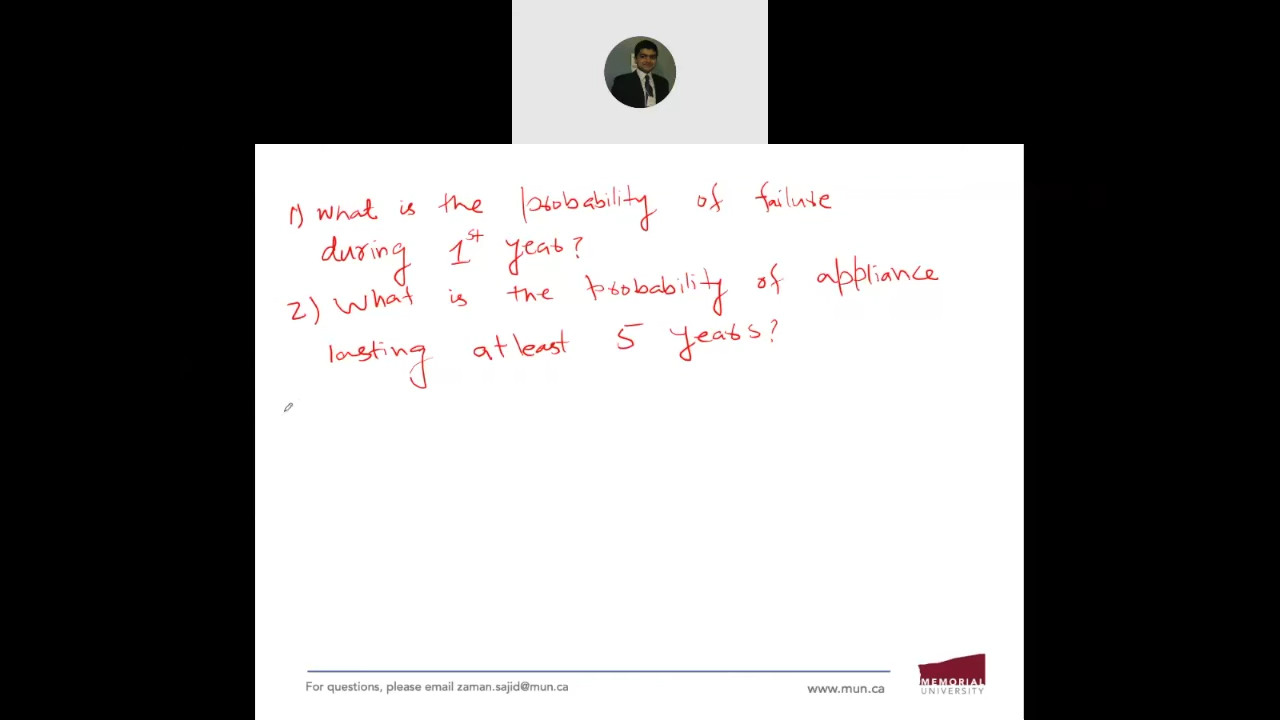 1) What is the probability of failure
during 1st year?
2) What is the probability of appliance
lasting atleast 5 years?
For questions, please email zaman.sajid@mun.ca
www.mun.ca
MEMORIAL
UNIVERSITY